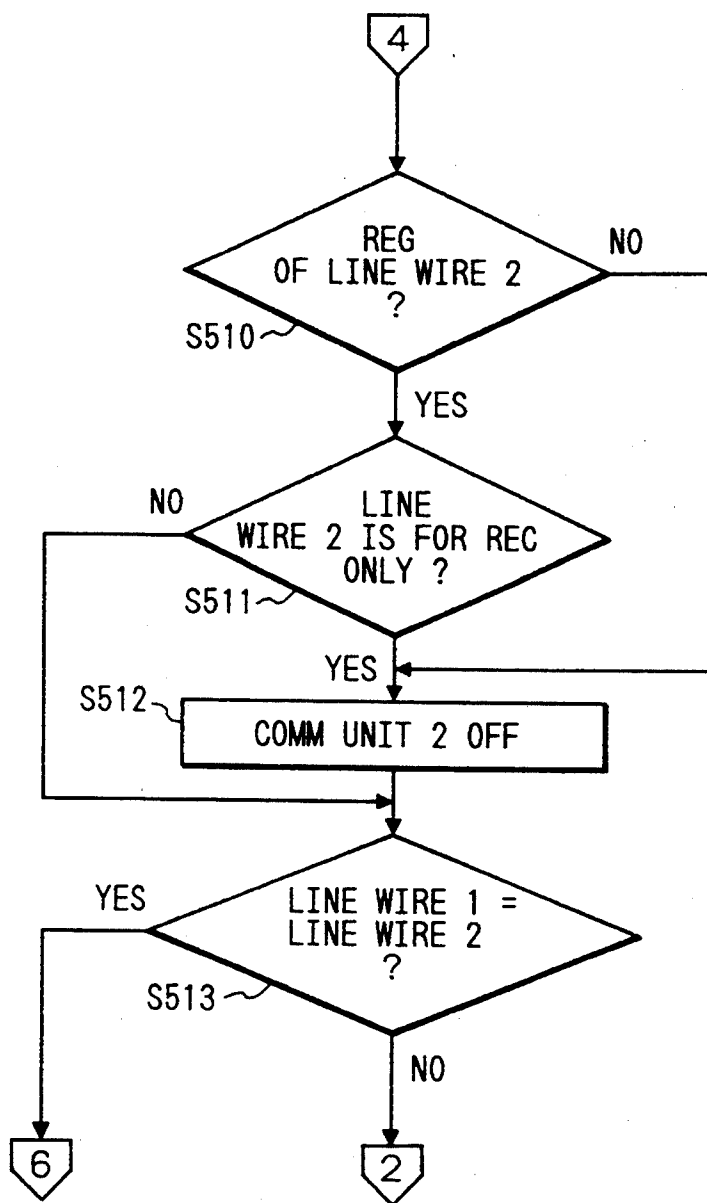 4
REG
OF LINE WIRE 2
?
NO
S510
YES
NO
LINE
WIRE 2 IS FOR REC
ONLY ?
S511
YES
S512
COMM UNIT 2 OFF
YES
LINE WIRE 1 =
LINE WIRE 2
?
S513
NO
6
2